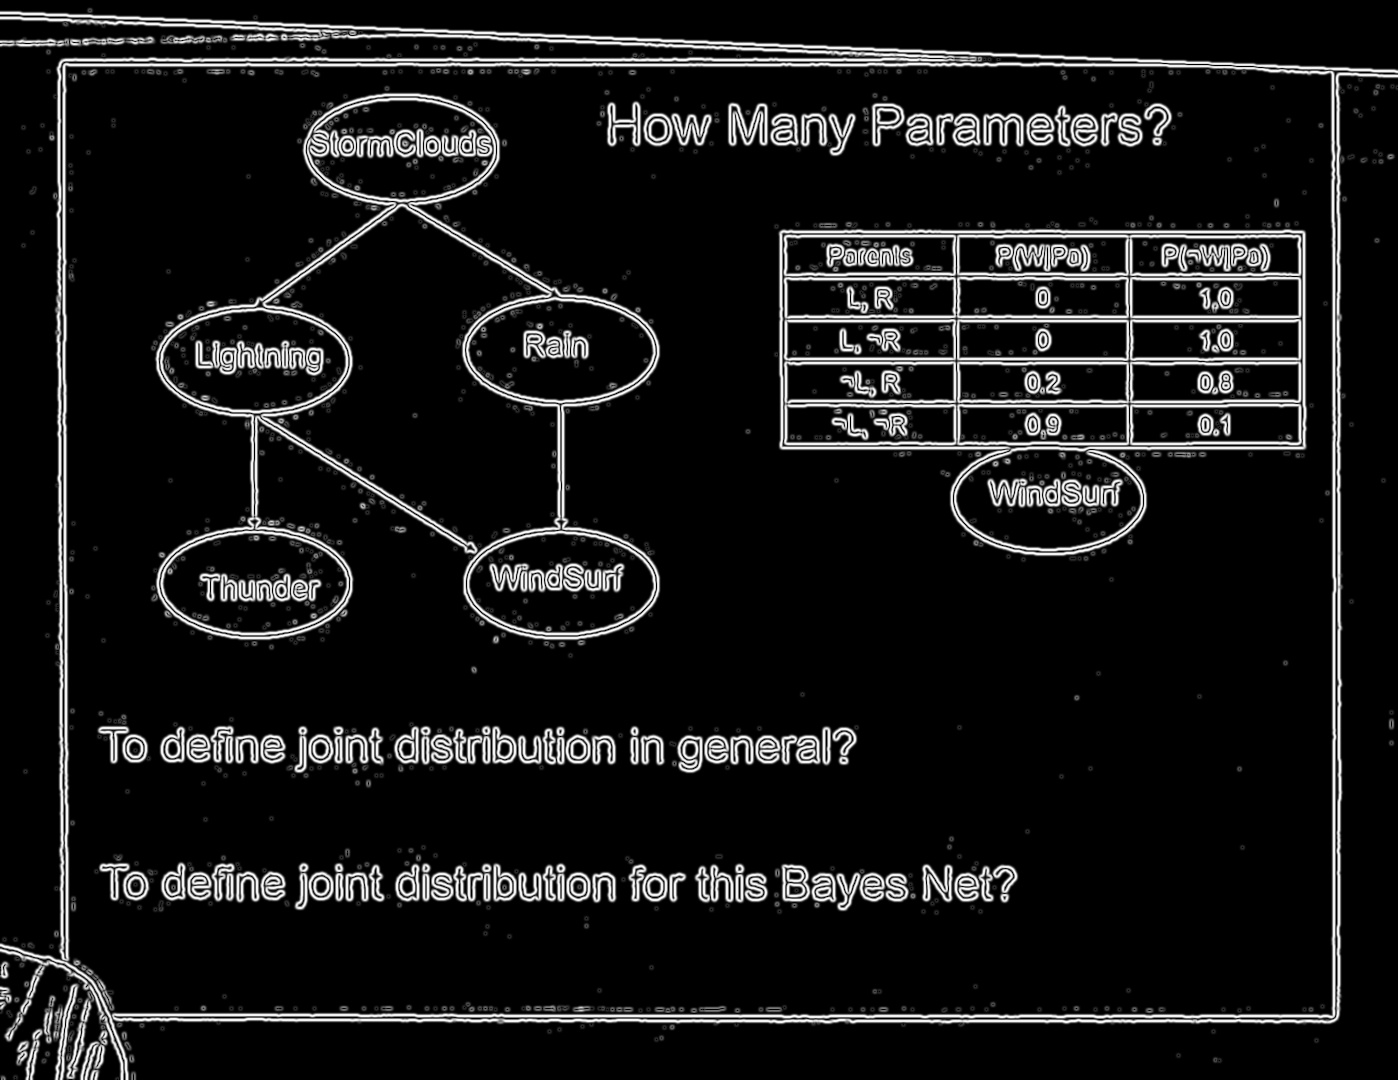 How Many Parameters?
StormClouds
Lightning
Rain
Thunder
WindSurf
Parents P(W|Pa) P(¬W|Pa)
L, R 0 1.0
L, ¬R 0 1.0
¬L, R 0.2 0.8
¬L, ¬R 0.9 0.1
WindSurf
To define joint distribution in general?
To define joint distribution for this Bayes Net?